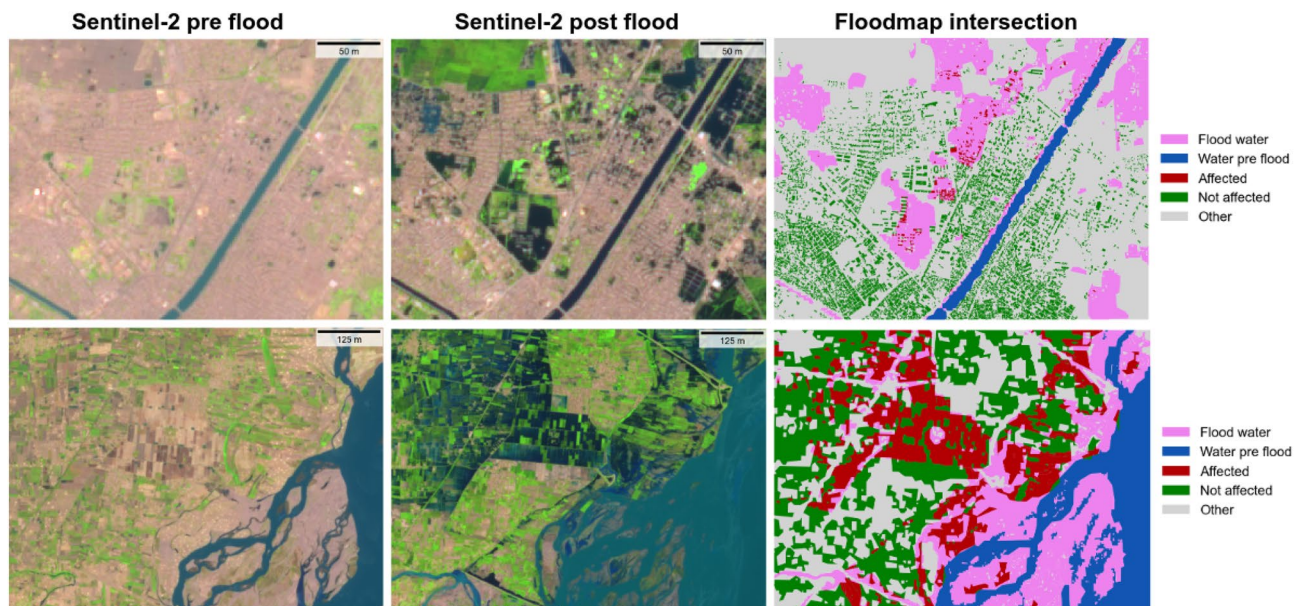 Sentinel-2 pre flood
Sentinel-2 post flood
Floodmap intersection
50 m
50 m
Flood water
Water pre flood
Affected
Not affected
Other
125 m
125 m
Flood water
Water pre flood
Affected
Not affected
Other